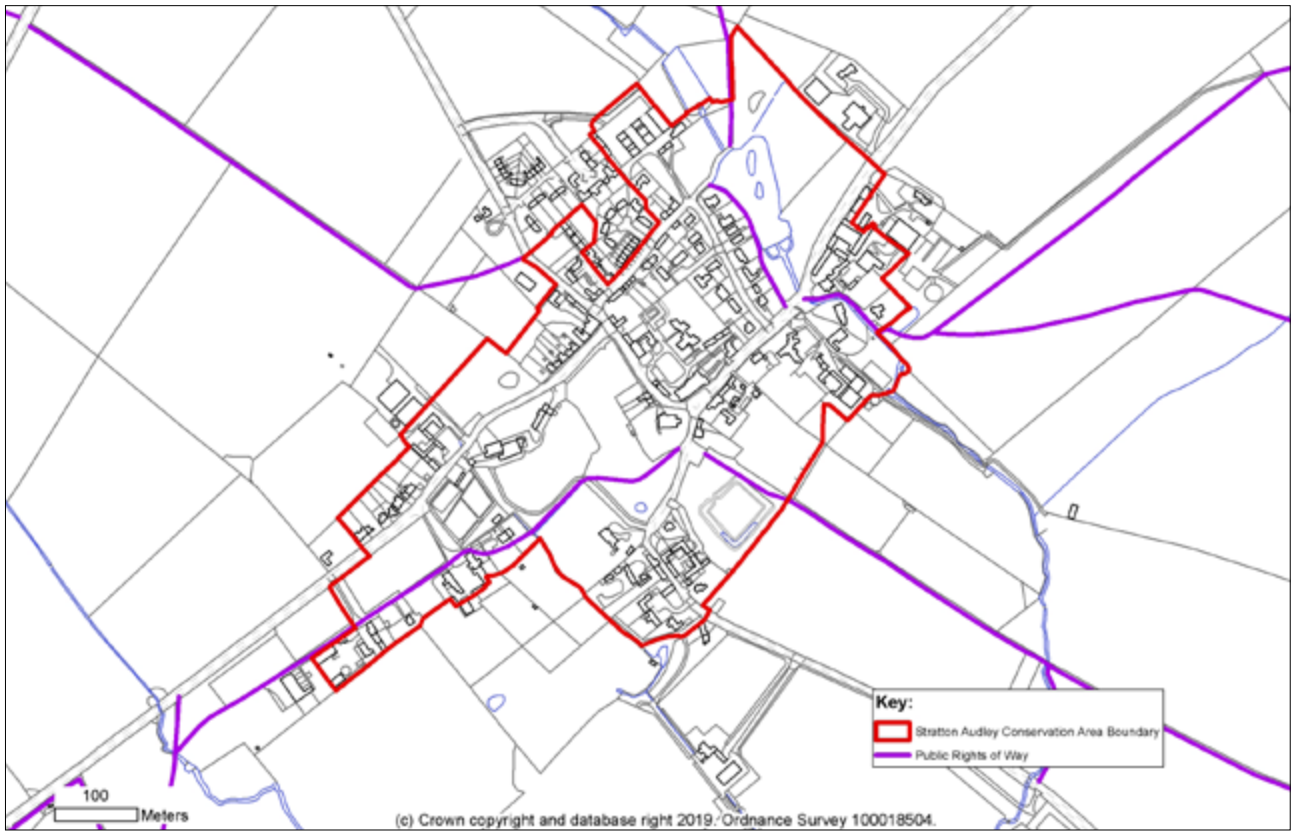 Key:
Stratton Audley Conservation Area Boundary
Public Rights of Way
100
Meters
(c) Crown copyright and database right 2019. Ordnance Survey 100018504.